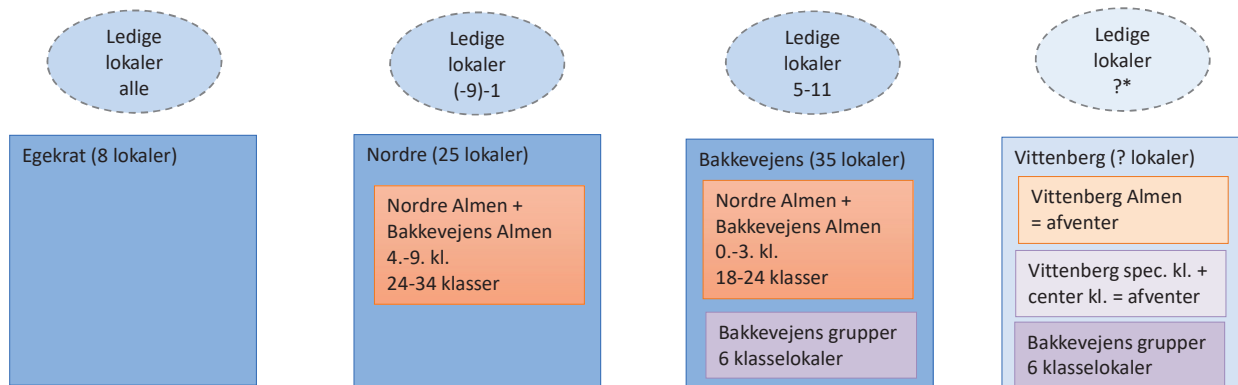 Ledige
lokaler
alle
Ledige
lokaler
(-9)-1
Ledige
lokaler
5-11
Ledige
lokaler
?*
Egekrat (8 lokaler)
Nordre (25 lokaler)
Nordre Almen +
Bakkevejens Almen
4.-9. kl.
24-34 klasser
Bakkevejens (35 lokaler)
Nordre Almen +
Bakkevejens Almen
0.-3. kl.
18-24 klasser
Bakkevejens grupper
6 klasselokaler
Vittenberg (? lokaler)
Vittenberg Almen
= afventer
Vittenberg spec. kl. +
center kl. = afventer
Bakkevejens grupper
6 klasselokaler